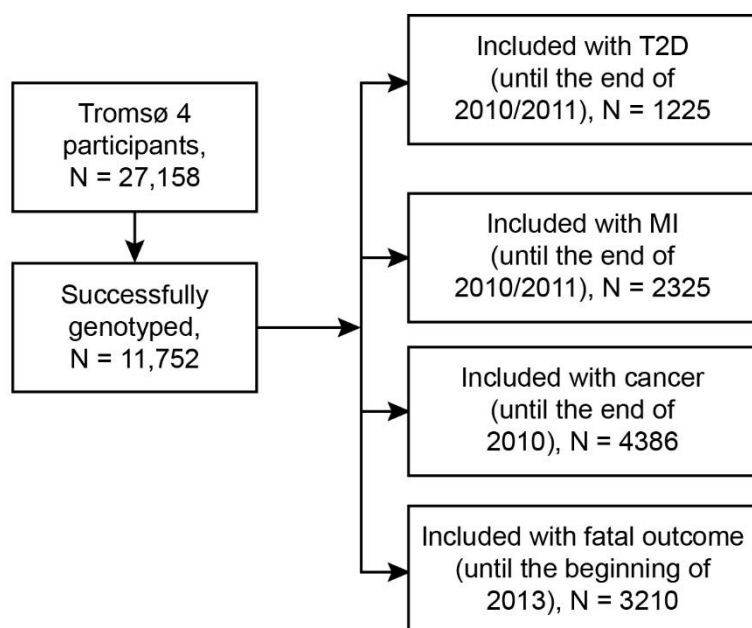 Tromsø 4
participants,
N = 27,158
Successfully
genotyped,
N = 11,752
Included with T2D
(until the end of
2010/2011), N = 1225
Included with MI
(until the end of
2010/2011), N = 2325
Included with cancer
(until the end of
2010), N = 4386
Included with fatal outcome
(until the beginning of
2013), N = 3210